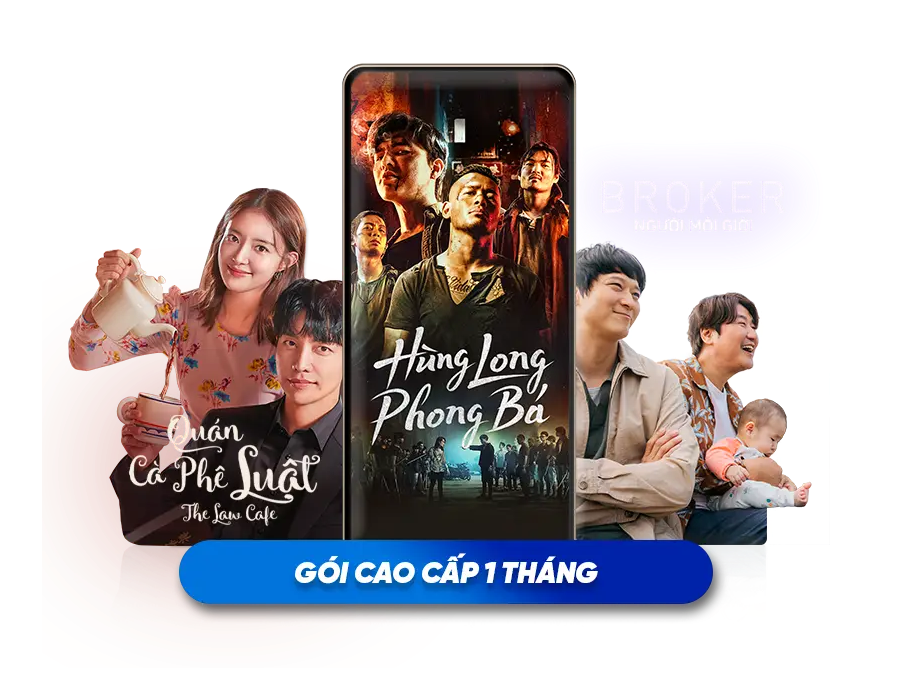 BROKER
NGƯỜI MÔI GIỚI
Hùng Long
Phong Bá
Quán
Cà Phê Luật
The Law Cafe
GÓI CAO CẤP 1 THÁNG